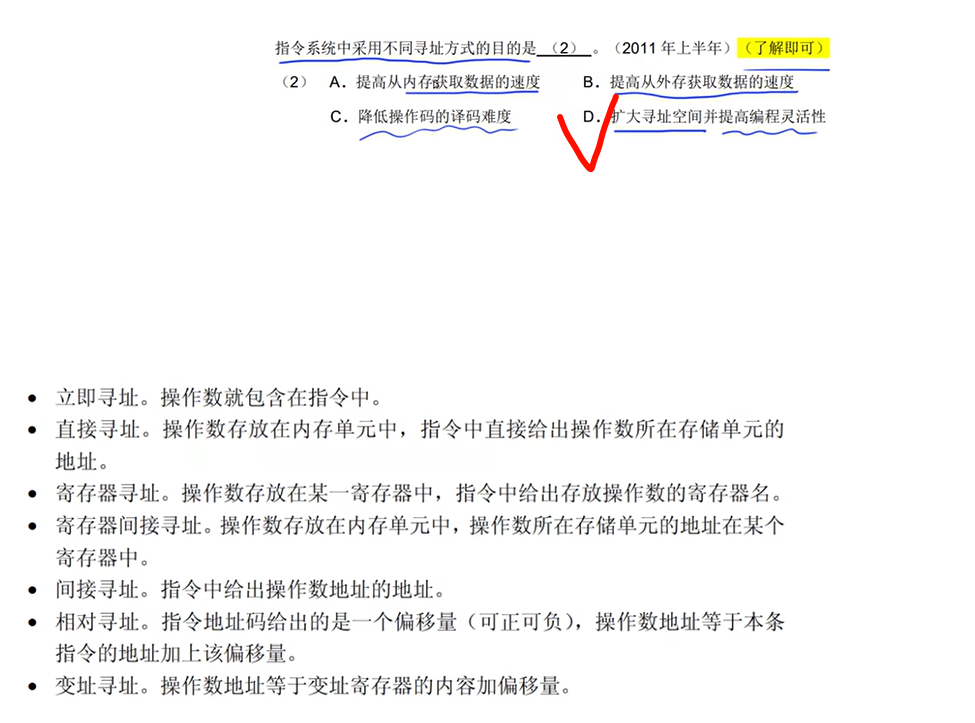 指令系统中采用不同寻址方式的目的是 （2） 。（2011 年上半年）（了解即可）
（2） A．提高从内存获取数据的速度 B．提高从外存获取数据的速度
C．降低操作码的译码难度 D．扩大寻址空间并提高编程灵活性
• 立即寻址。操作数就包含在指令中。
• 直接寻址。操作数存放在内存单元中，指令中直接给出操作数所在存储单元的
地址。
• 寄存器寻址。操作数存放在某一寄存器中，指令中给出存放操作数的寄存器名。
• 寄存器间接寻址。操作数存放在内存单元中，操作数所在存储单元的地址在某个
寄存器中。
• 间接寻址。指令中给出操作数地址的地址。
• 相对寻址。指令地址码给出的是一个偏移量（可正可负），操作数地址等于本条
指令的地址加上该偏移量。
• 变址寻址。操作数地址等于变址寄存器的内容加偏移量。